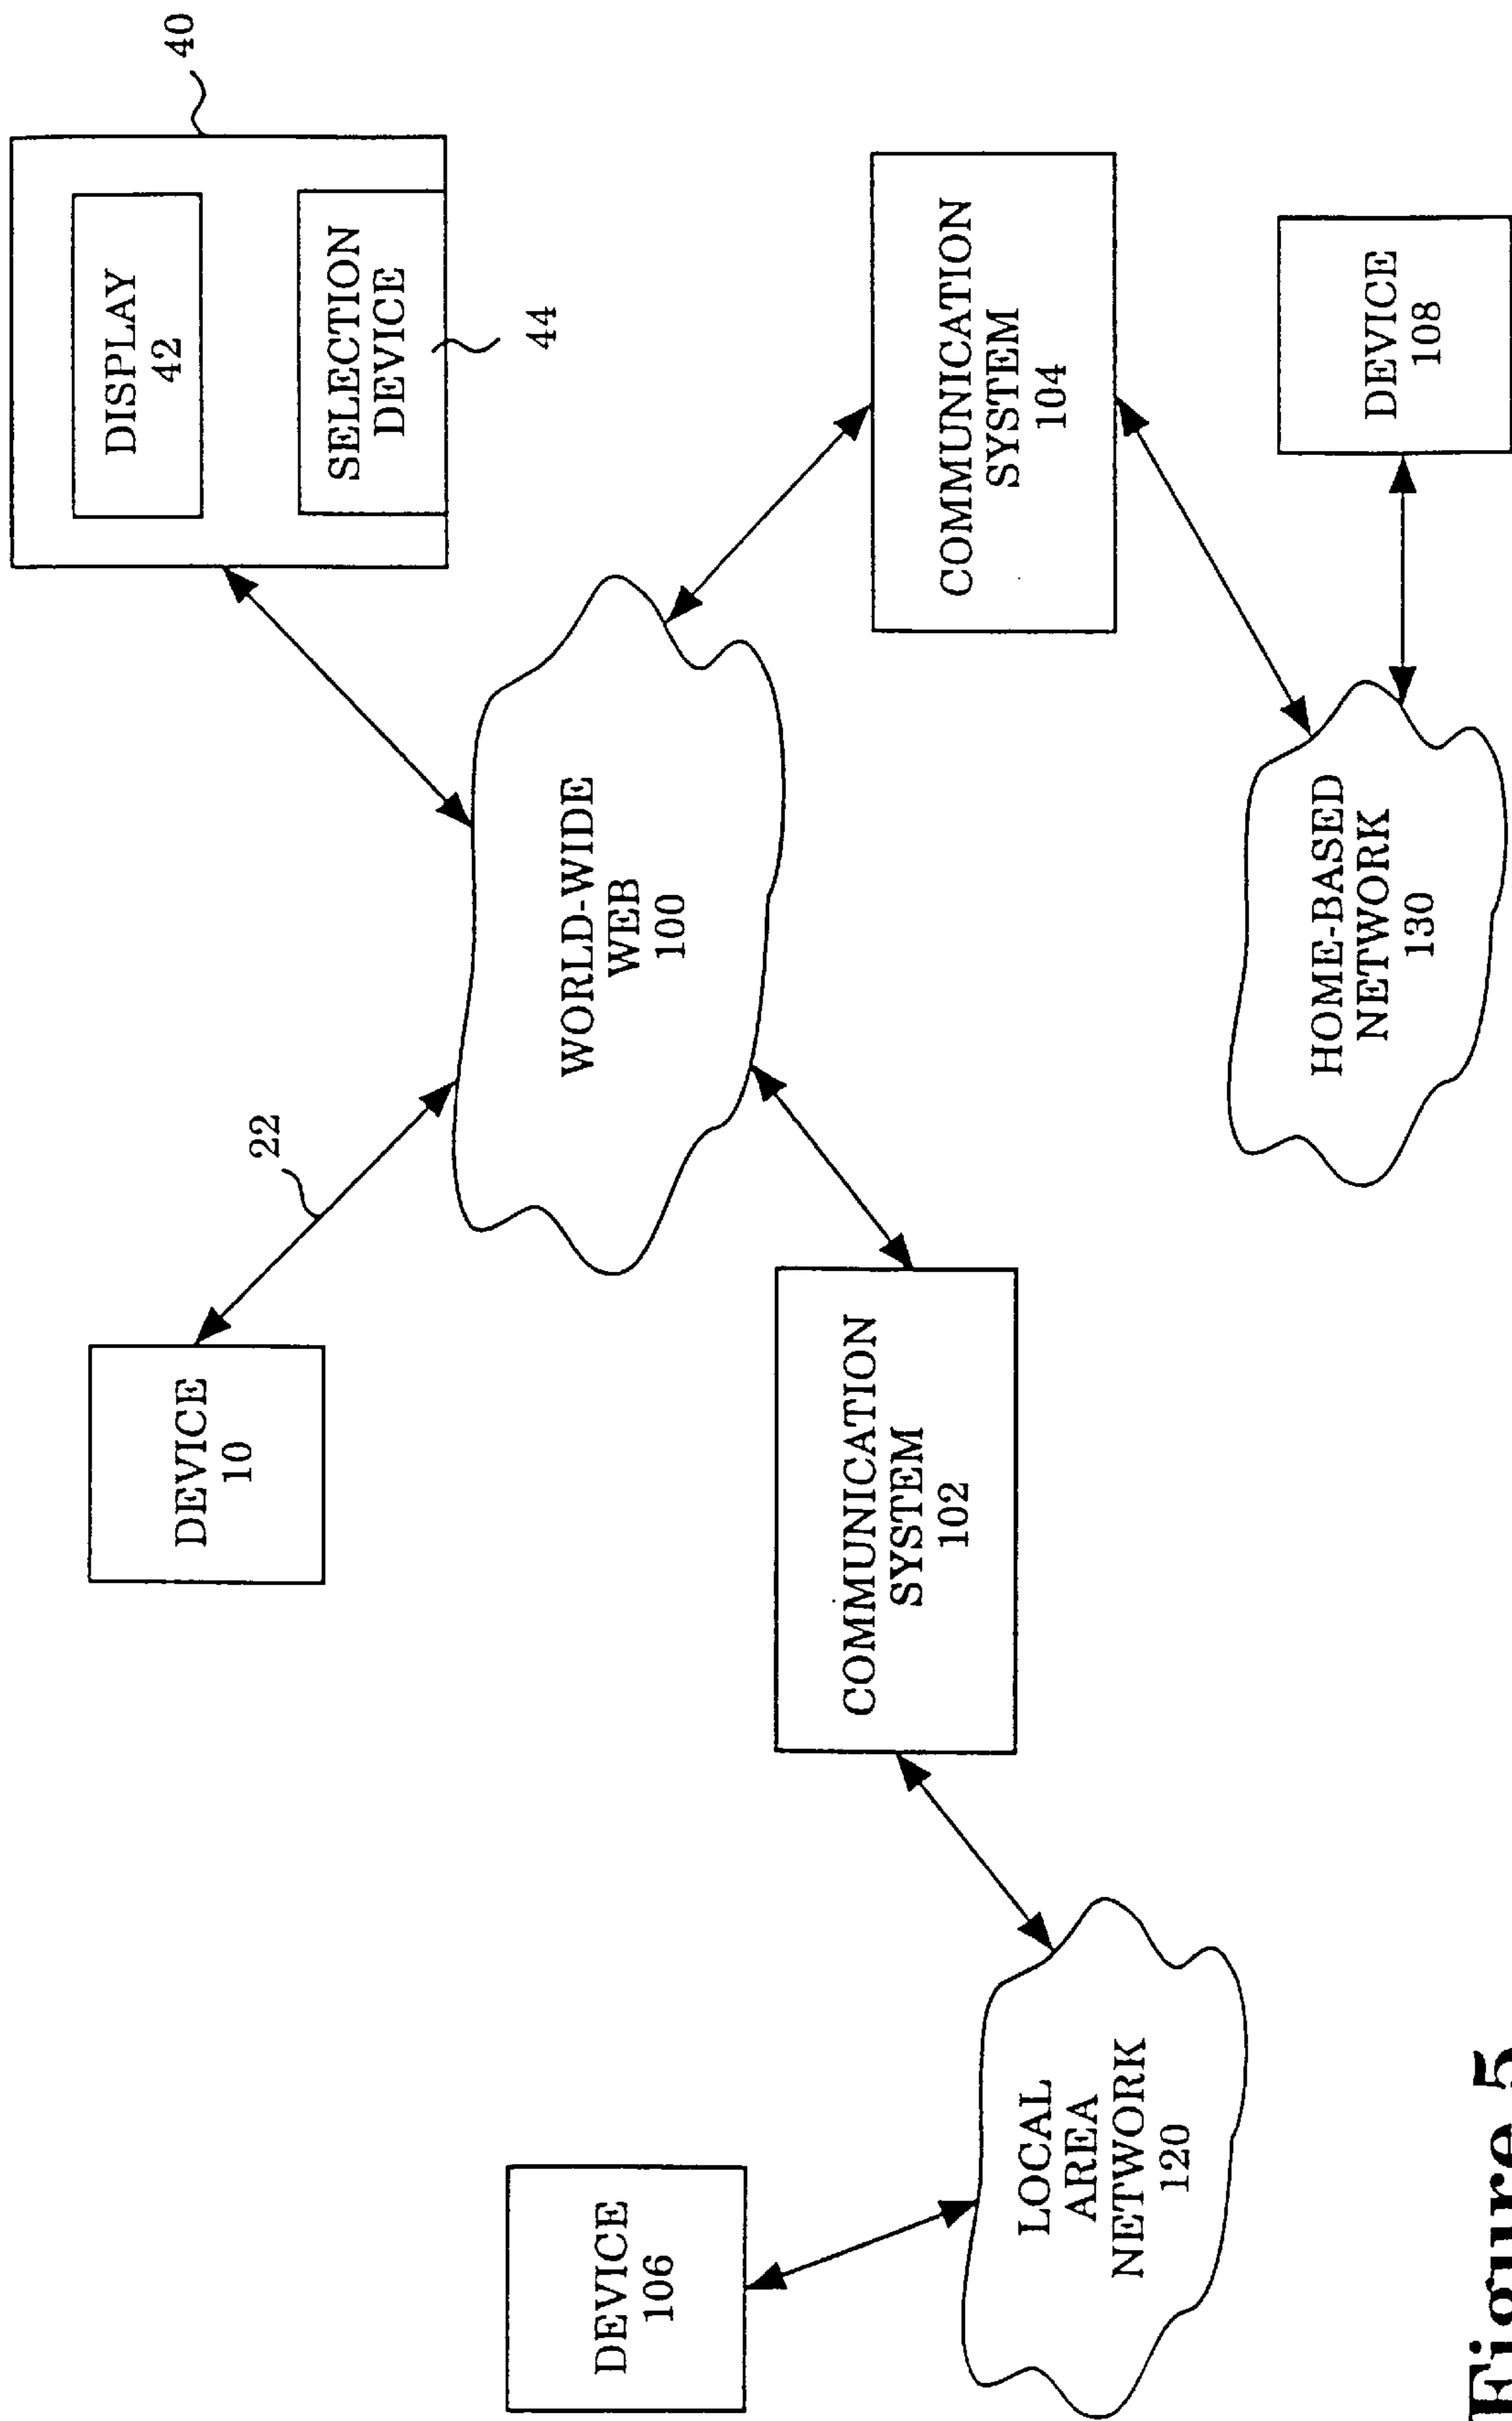 40
DISPLAY
42
SELECTION
DEVICE
44
DEVICE
10
22
WORLD-WIDE
WEB
100
COMMUNICATION
SYSTEM
104
DEVICE
108
COMMUNICATION
SYSTEM
102
HOME-BASED
NETWORK
130
DEVICE
106
LOCAL
AREA
NETWORK
120
Figure 5